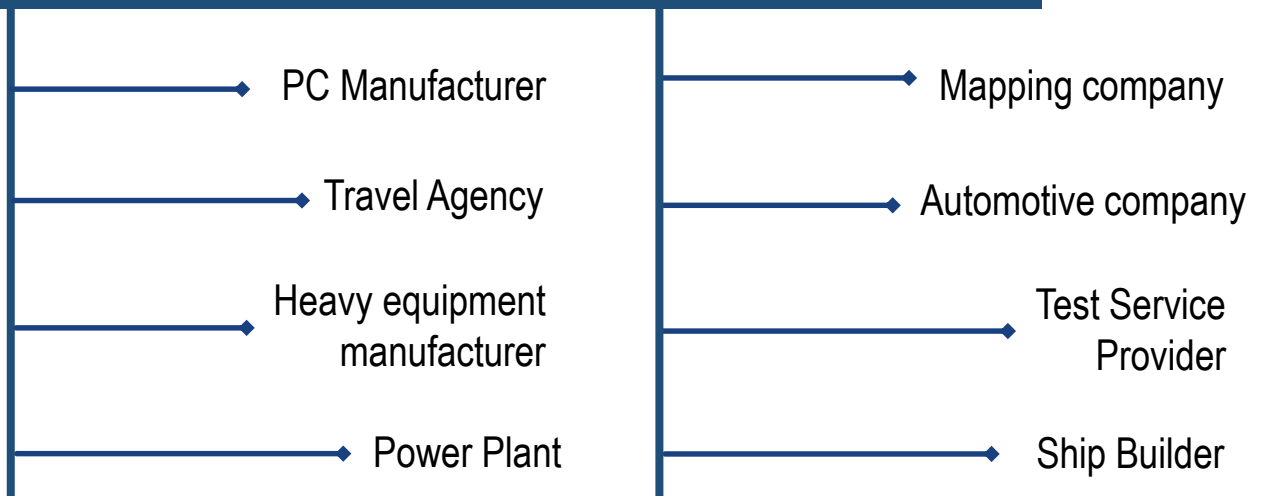 PC Manufacturer
Travel Agency
Heavy equipment
manufacturer
Power Plant
Mapping company
Automotive company
Test Service
Provider
Ship Builder